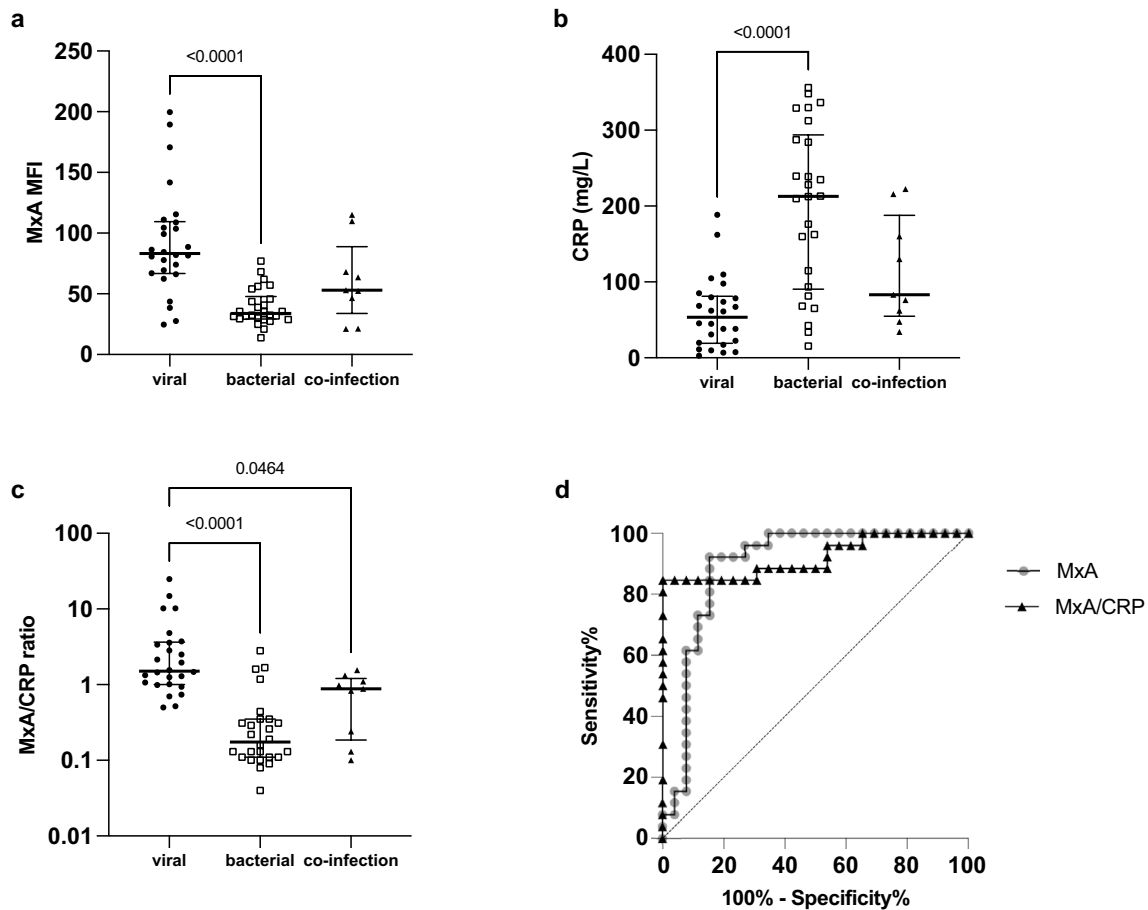 a
250
200
150
100
50
0
MxA MFI
<0.0001
viral
bacterial
co-infection
b
400
300
200
100
0
CRP (mg/L)
<0.0001
viral
bacterial
co-infection
c
100
10
1
0.1
0.01
MxA/CRP ratio
0.0464
<0.0001
viral
bacterial
co-infection
d
100
80
60
40
20
0
Sensitivity%
0 20 40 60 80 100
100% - Specificity%
MxA
MxA/CRP